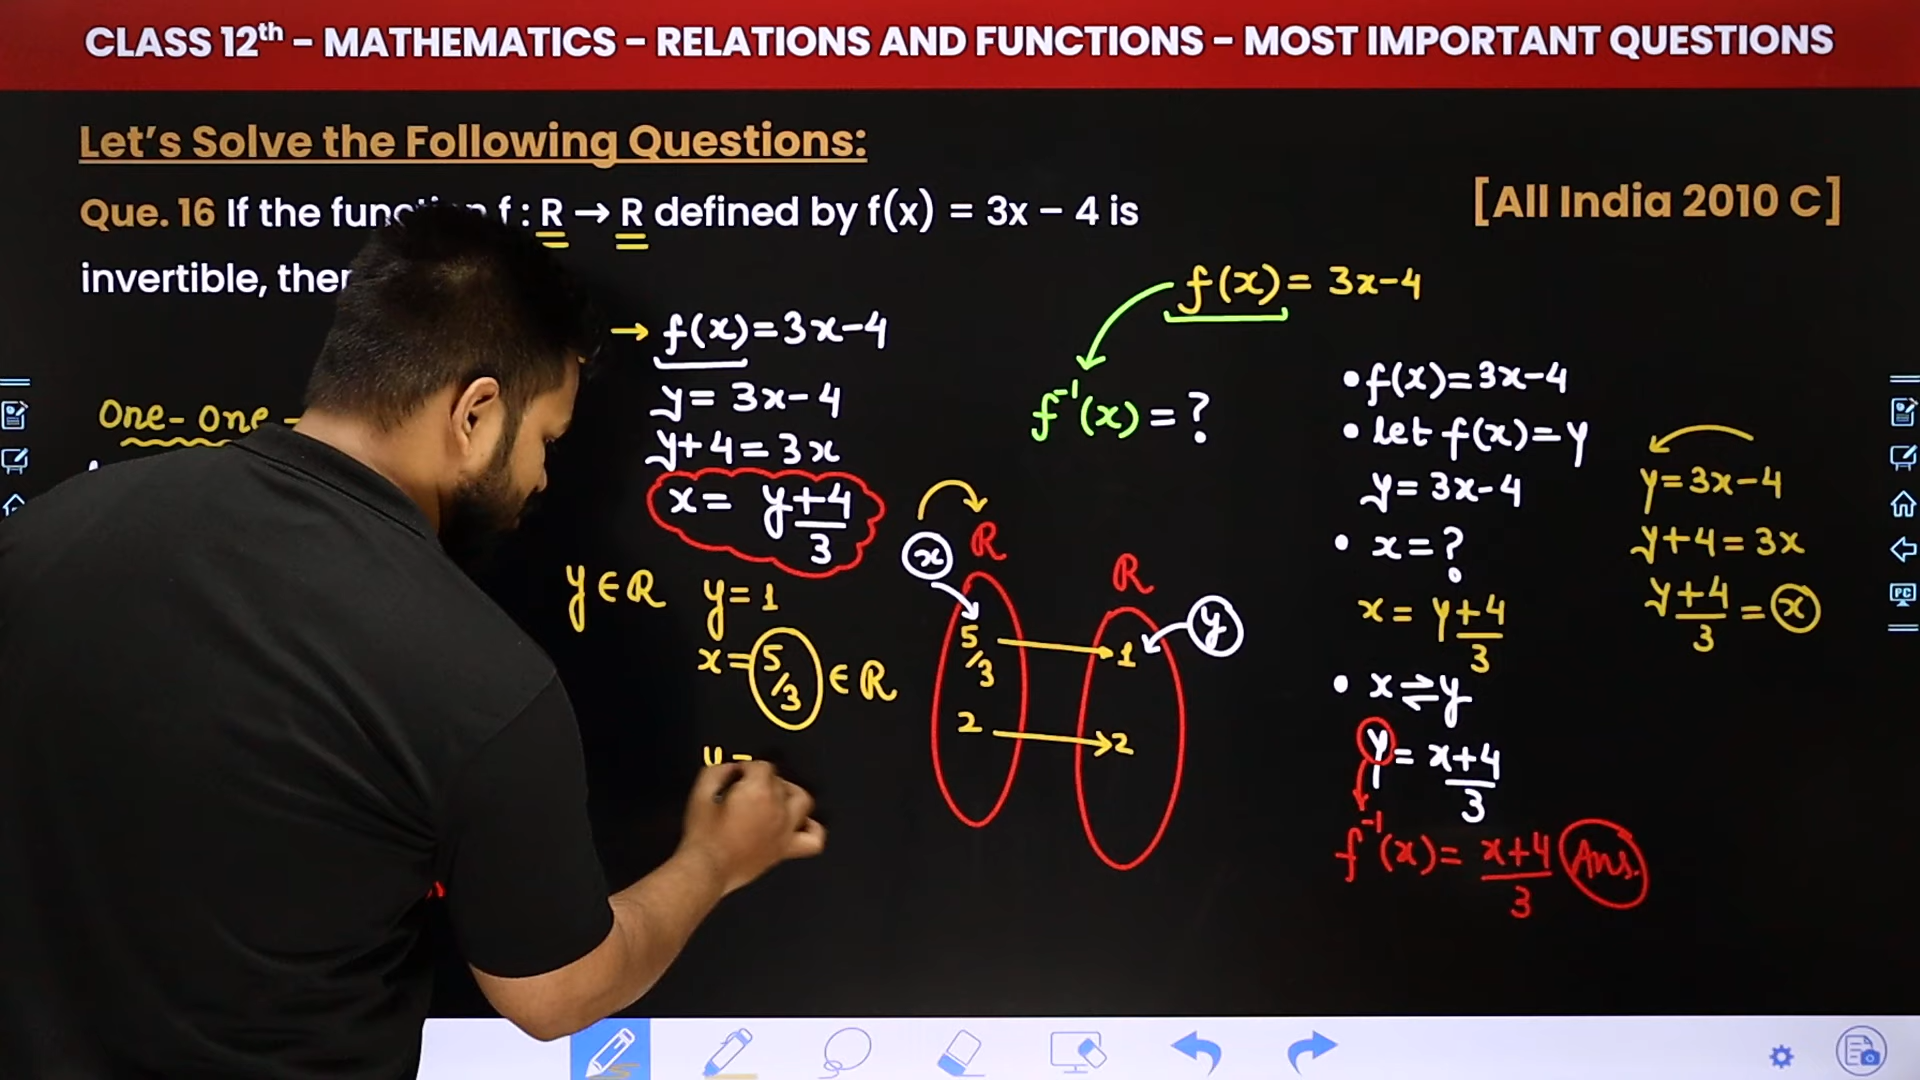 CLASS 12th - MATHEMATICS - RELATIONS AND FUNCTIONS - MOST IMPORTANT QUESTIONS
Let's Solve the Following Questions:
[All India 2010 C]
Que. 16 If the f : R → R defined by f(x) = 3x – 4 is
invertible,
One-one
→ f(x)=3x-4
y= 3x-4
y+4=3x
x= y+4/3
y∈R
y=1
x=5/3 ∈R
y=
f(x)= 3x-4
f⁻¹(x)=?
x
R
R
y
5/3
1
2
2
• f(x)=3x-4
• let f(x)=y
y=3x-4
• x=?
x= y+4/3
• x⇌y
y= x+4/3
f⁻¹(x)= x+4/3 Ans.
y=3x-4
y+4=3x
y+4/3 = x
PC